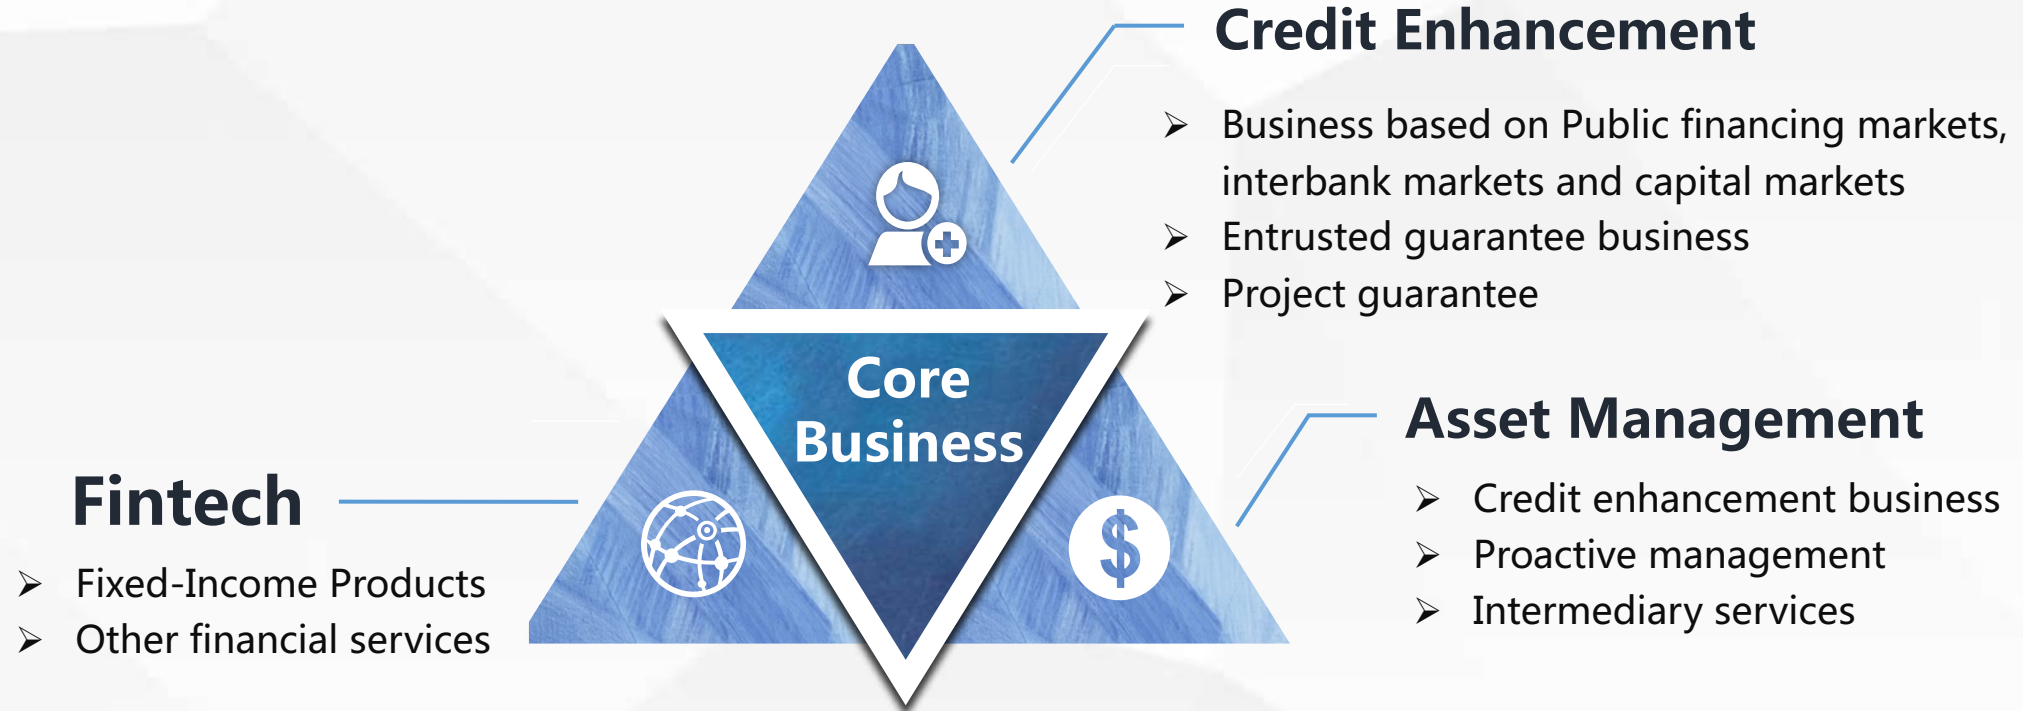 Credit Enhancement
➢ Business based on Public financing markets,
interbank markets and capital markets
➢ Entrusted guarantee business
➢ Project guarantee
Core
Business
Asset Management
➢ Credit enhancement business
➢ Proactive management
➢ Intermediary services
Fintech
➢ Fixed-Income Products
➢ Other financial services
$